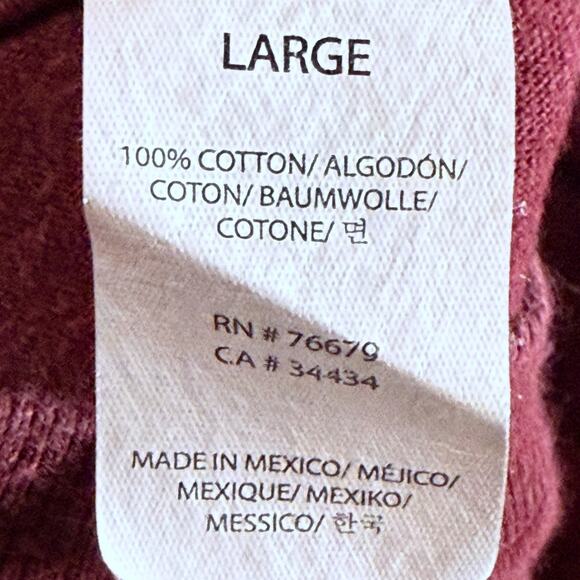 LARGE
100% COTTON/ ALGODÓN/
COTON/ BAUMWOLLE/
COTONE/ 면
RN # 76679
CA # 34434
MADE IN MEXICO/ MÉJICO/
MEXIQUE/ MEXIKO/
MESSICO/ 한국